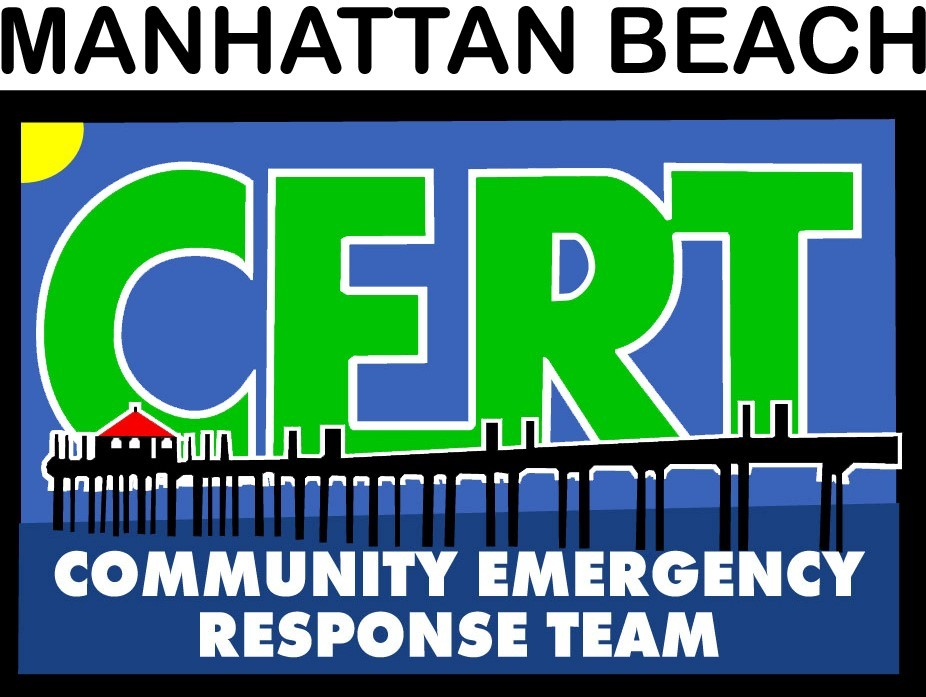 MANHATTAN BEACH
CERT
COMMUNITY EMERGENCY
RESPONSE TEAM